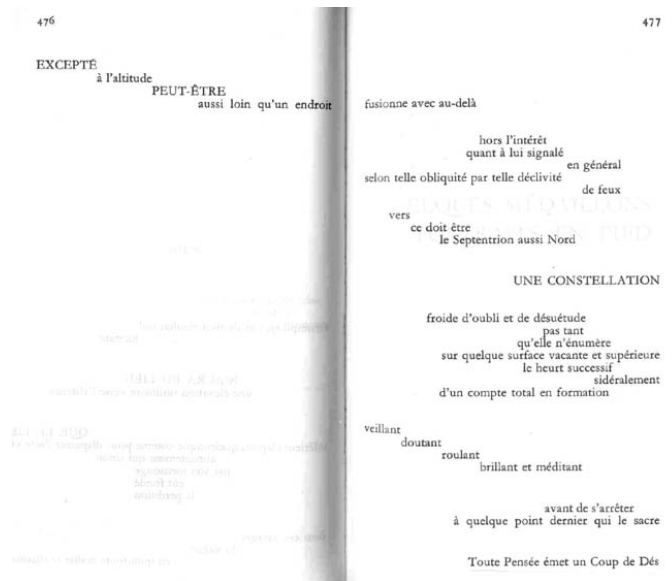 476
EXCEPTÉ
à l'altitude
PEUT-ÊTRE
aussi loin qu'un endroit
477
fusionne avec au-delà
hors l'intérêt
quant à lui signalé
en général
selon telle obliquité par telle déclivité
de feux
vers
ce doit être
le Septentrion aussi Nord
UNE CONSTELLATION
froide d'oubli et de désuétude
pas tant
qu'elle n'énumère
sur quelque surface vacante et supérieure
le heurt successif
sidéralement
d'un compte total en formation
veillant
doutant
roulant
brillant et méditant
avant de s'arrêter
à quelque point dernier qui le sacre
Toute Pensée émet un Coup de Dés